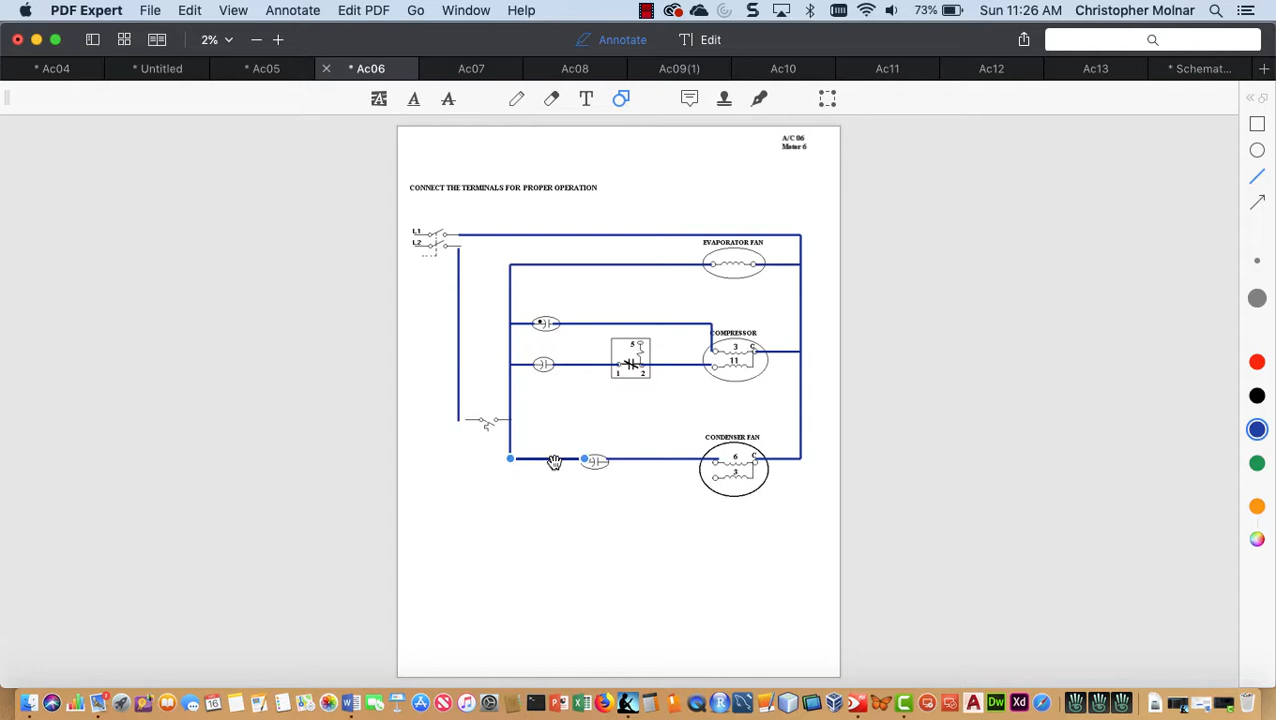 PDF Expert File Edit View Annotate Edit PDF Go Window Help 73% Sun 11:26 AM Christopher Molnar
2% Annotate Edit
* Ac04 * Untitled * Ac05 * Ac06 Ac07 Ac08 Ac09(1) Ac10 Ac11 Ac12 Ac13 * Schemat...
A/C 06
Meter 6
CONNECT THE TERMINALS FOR PROPER OPERATION
L1
L2
EVAPORATOR FAN
COMPRESSOR
5
3 C
11
1 2
CONDENSER FAN
6 C
3